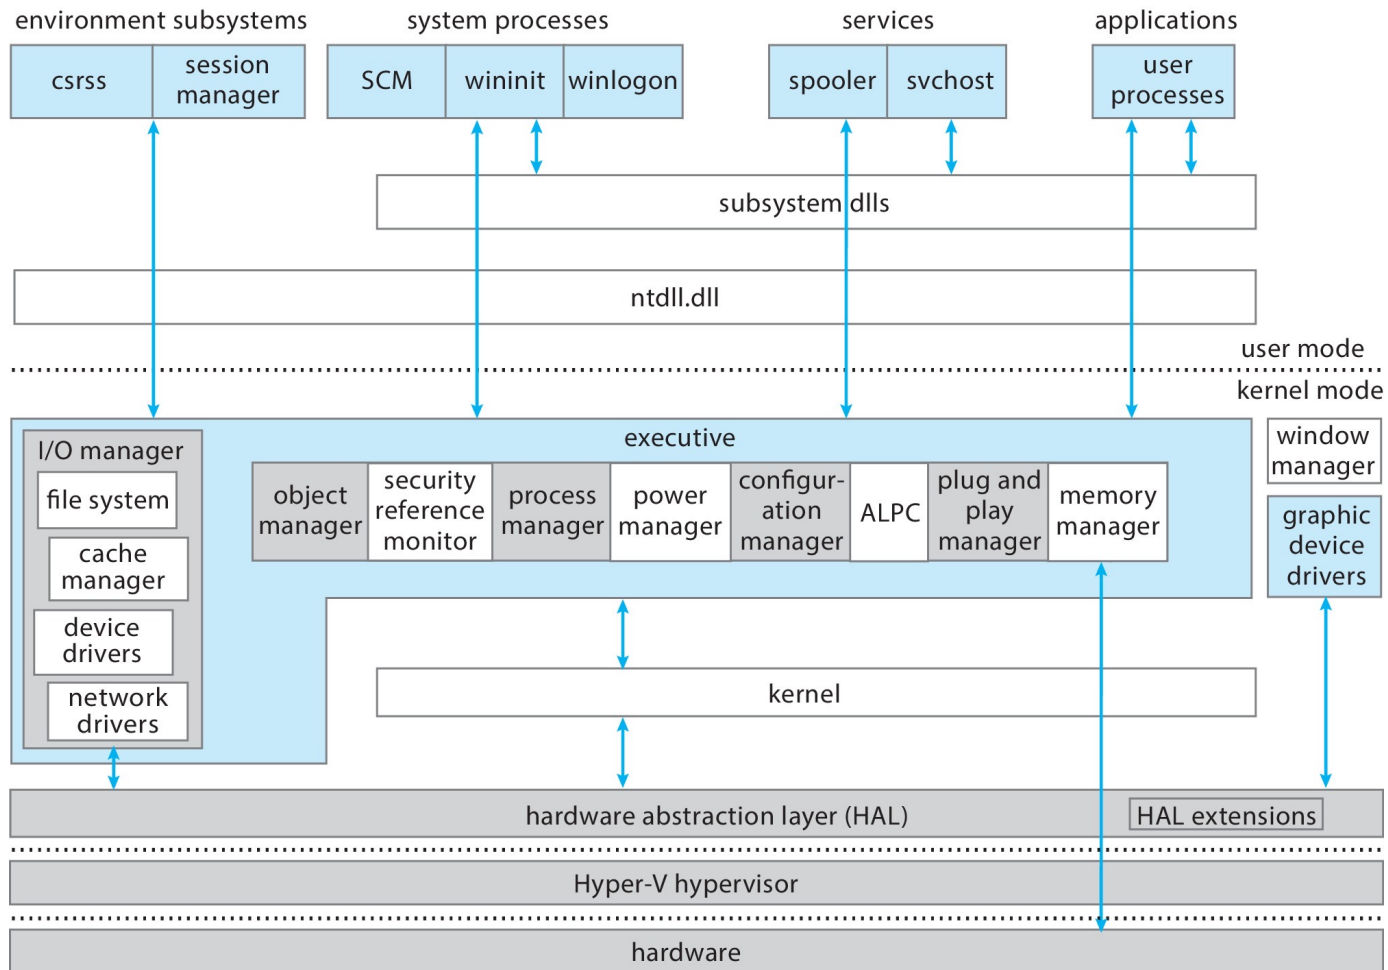 environment subsystems
system processes
services
applications
csrss
session
manager
SCM
wininit
winlogon
spooler
svchost
user
processes
subsystem dlls
ntdll.dll
user mode
kernel mode
executive
I/O manager
file system
cache
manager
device
drivers
network
drivers
object
manager
security
reference
monitor
process
manager
power
manager
configur-
ation
manager
ALPC
plug and
play
manager
memory
manager
window
manager
graphic
device
drivers
kernel
hardware abstraction layer (HAL)
HAL extensions
Hyper-V hypervisor
hardware